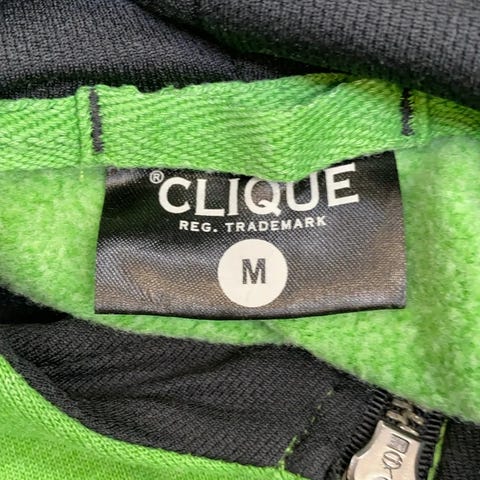 ® CLIQUE
REG. TRADEMARK
M